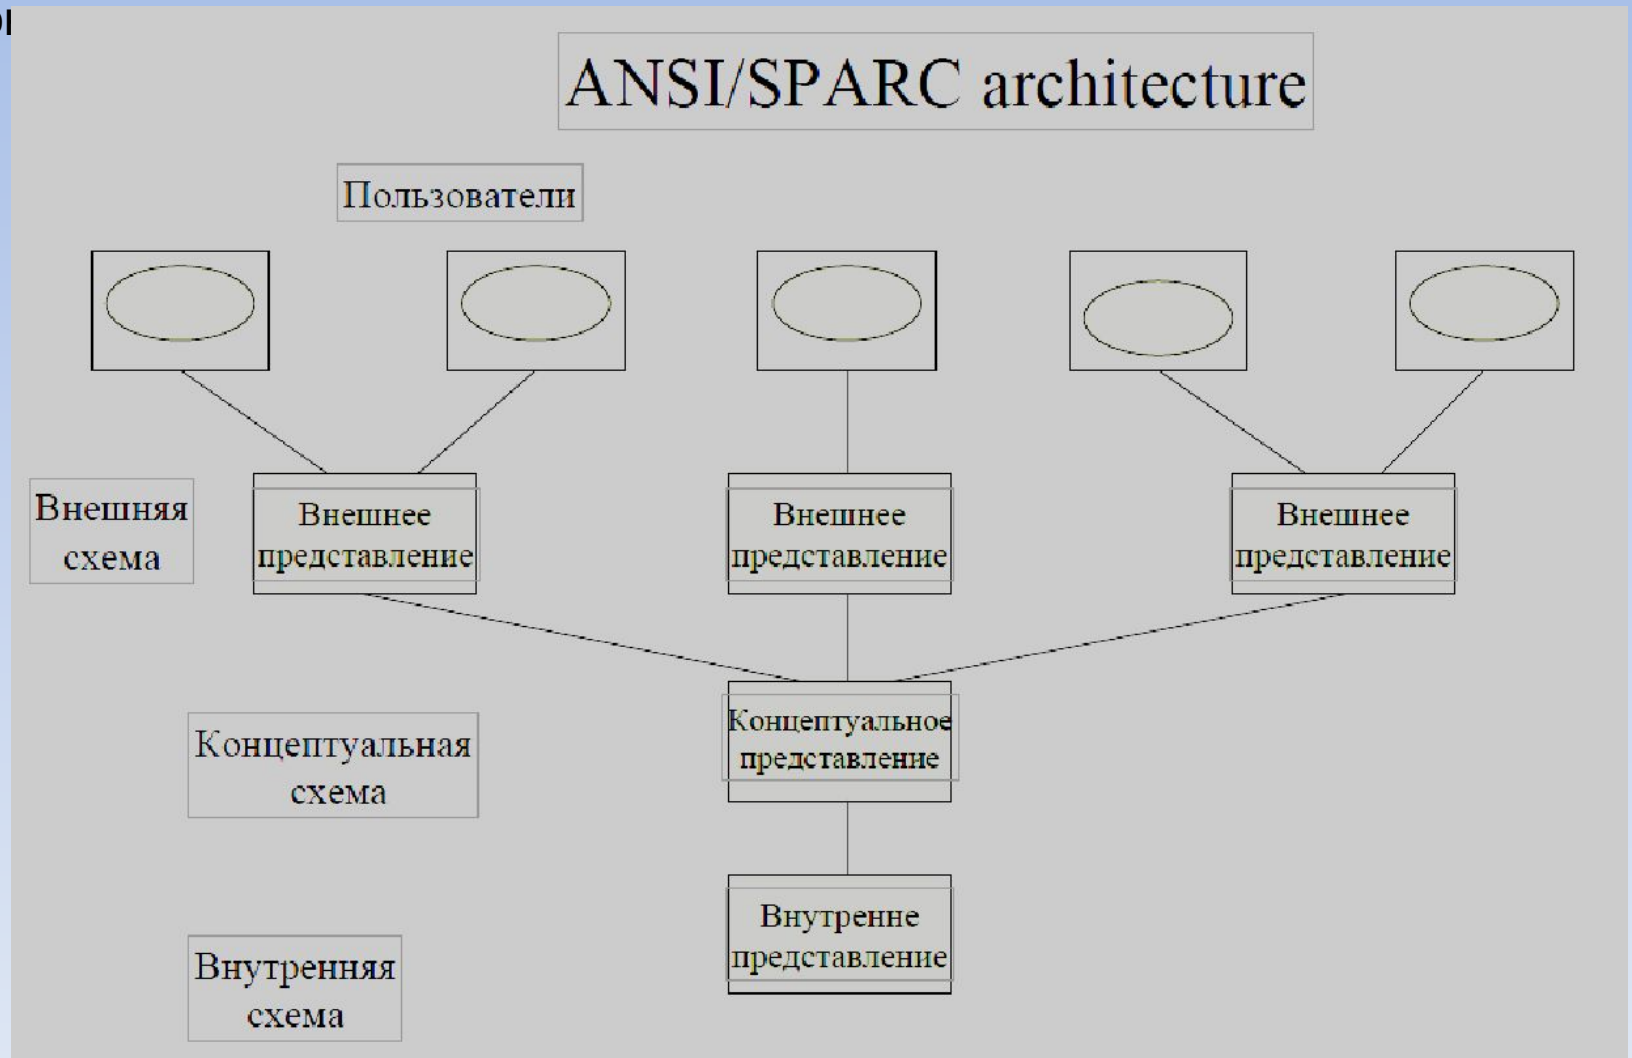 ANSI/SPARC architecture
Пользователи
Внешняя
схема
Внешнее
представление
Внешнее
представление
Внешнее
представление
Концептуальная
схема
Концептуальное
представление
Внутренняя
схема
Внутренне
представление